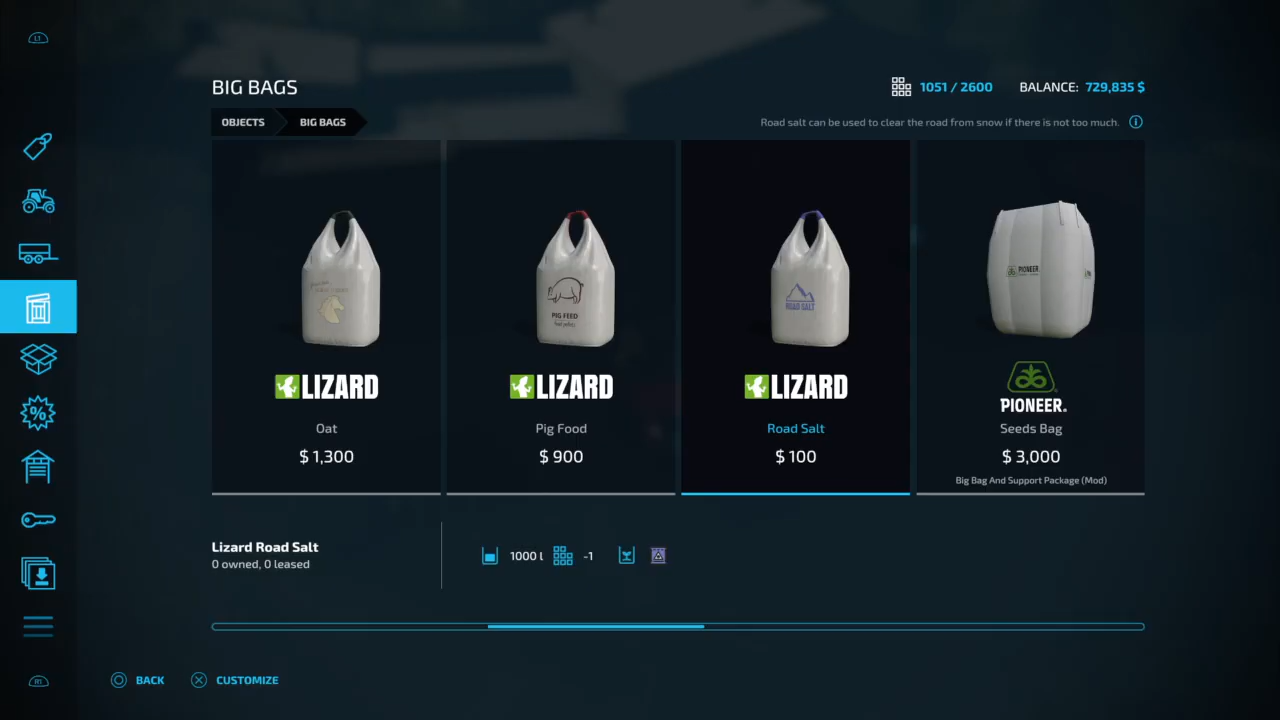 L1
BIG BAGS
1051 / 2600
BALANCE: 729,835 $
OBJECTS
BIG BAGS
Road salt can be used to clear the road from snow if there is not too much.
PIG FEED
ROAD SALT
PIONEER
LIZARD
LIZARD
LIZARD
PIONEER.
Oat
Pig Food
Road Salt
Seeds Bag
$ 1,300
$ 900
$ 100
$ 3,000
Big Bag And Support Package (Mod)
Lizard Road Salt
0 owned, 0 leased
1000 l
-1
BACK
CUSTOMIZE
R1